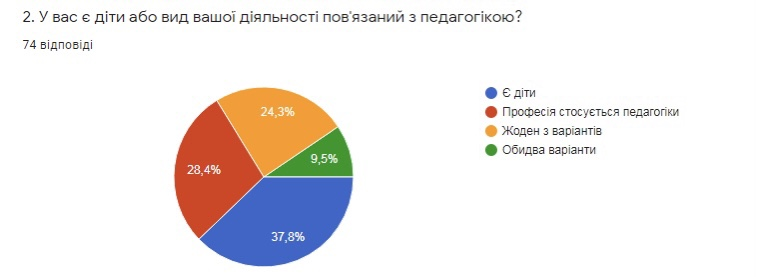 2. У вас є діти або вид вашої діяльності пов'язаний з педагогікою?
74 відповіді
24,3%
9,5%
28,4%
37,8%
Є діти
Професія стосується педагогіки
Жоден з варіантів
Обидва варіанти